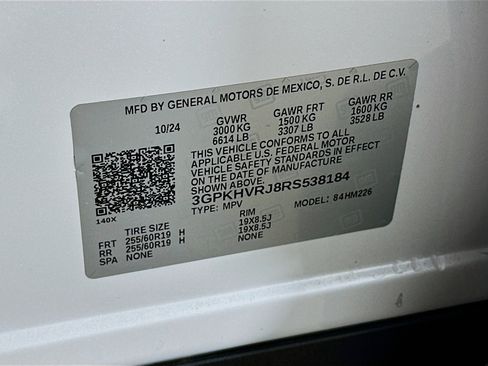 MFD BY GENERAL MOTORS DE MEXICO, S. DE R.L. DE C.V.
10/24 GVWR GAWR FRT GAWR RR
3000 KG 1500 KG 1600 KG
6614 LB 3307 LB 3528 LB
THIS VEHICLE CONFORMS TO ALL
APPLICABLE U.S. FEDERAL MOTOR
VEHICLE SAFETY STANDARDS IN EFFECT
ON THE DATE OF MANUFACTURE SHOWN ABOVE.
3GPKHVRJ8RS538184
TYPE: MPV MODEL: 84HM226
140X
TIRE SIZE RIM
FRT 255/60R19 H 19X8.5J
RR 255/60R19 H 19X8.5J
SPA NONE NONE